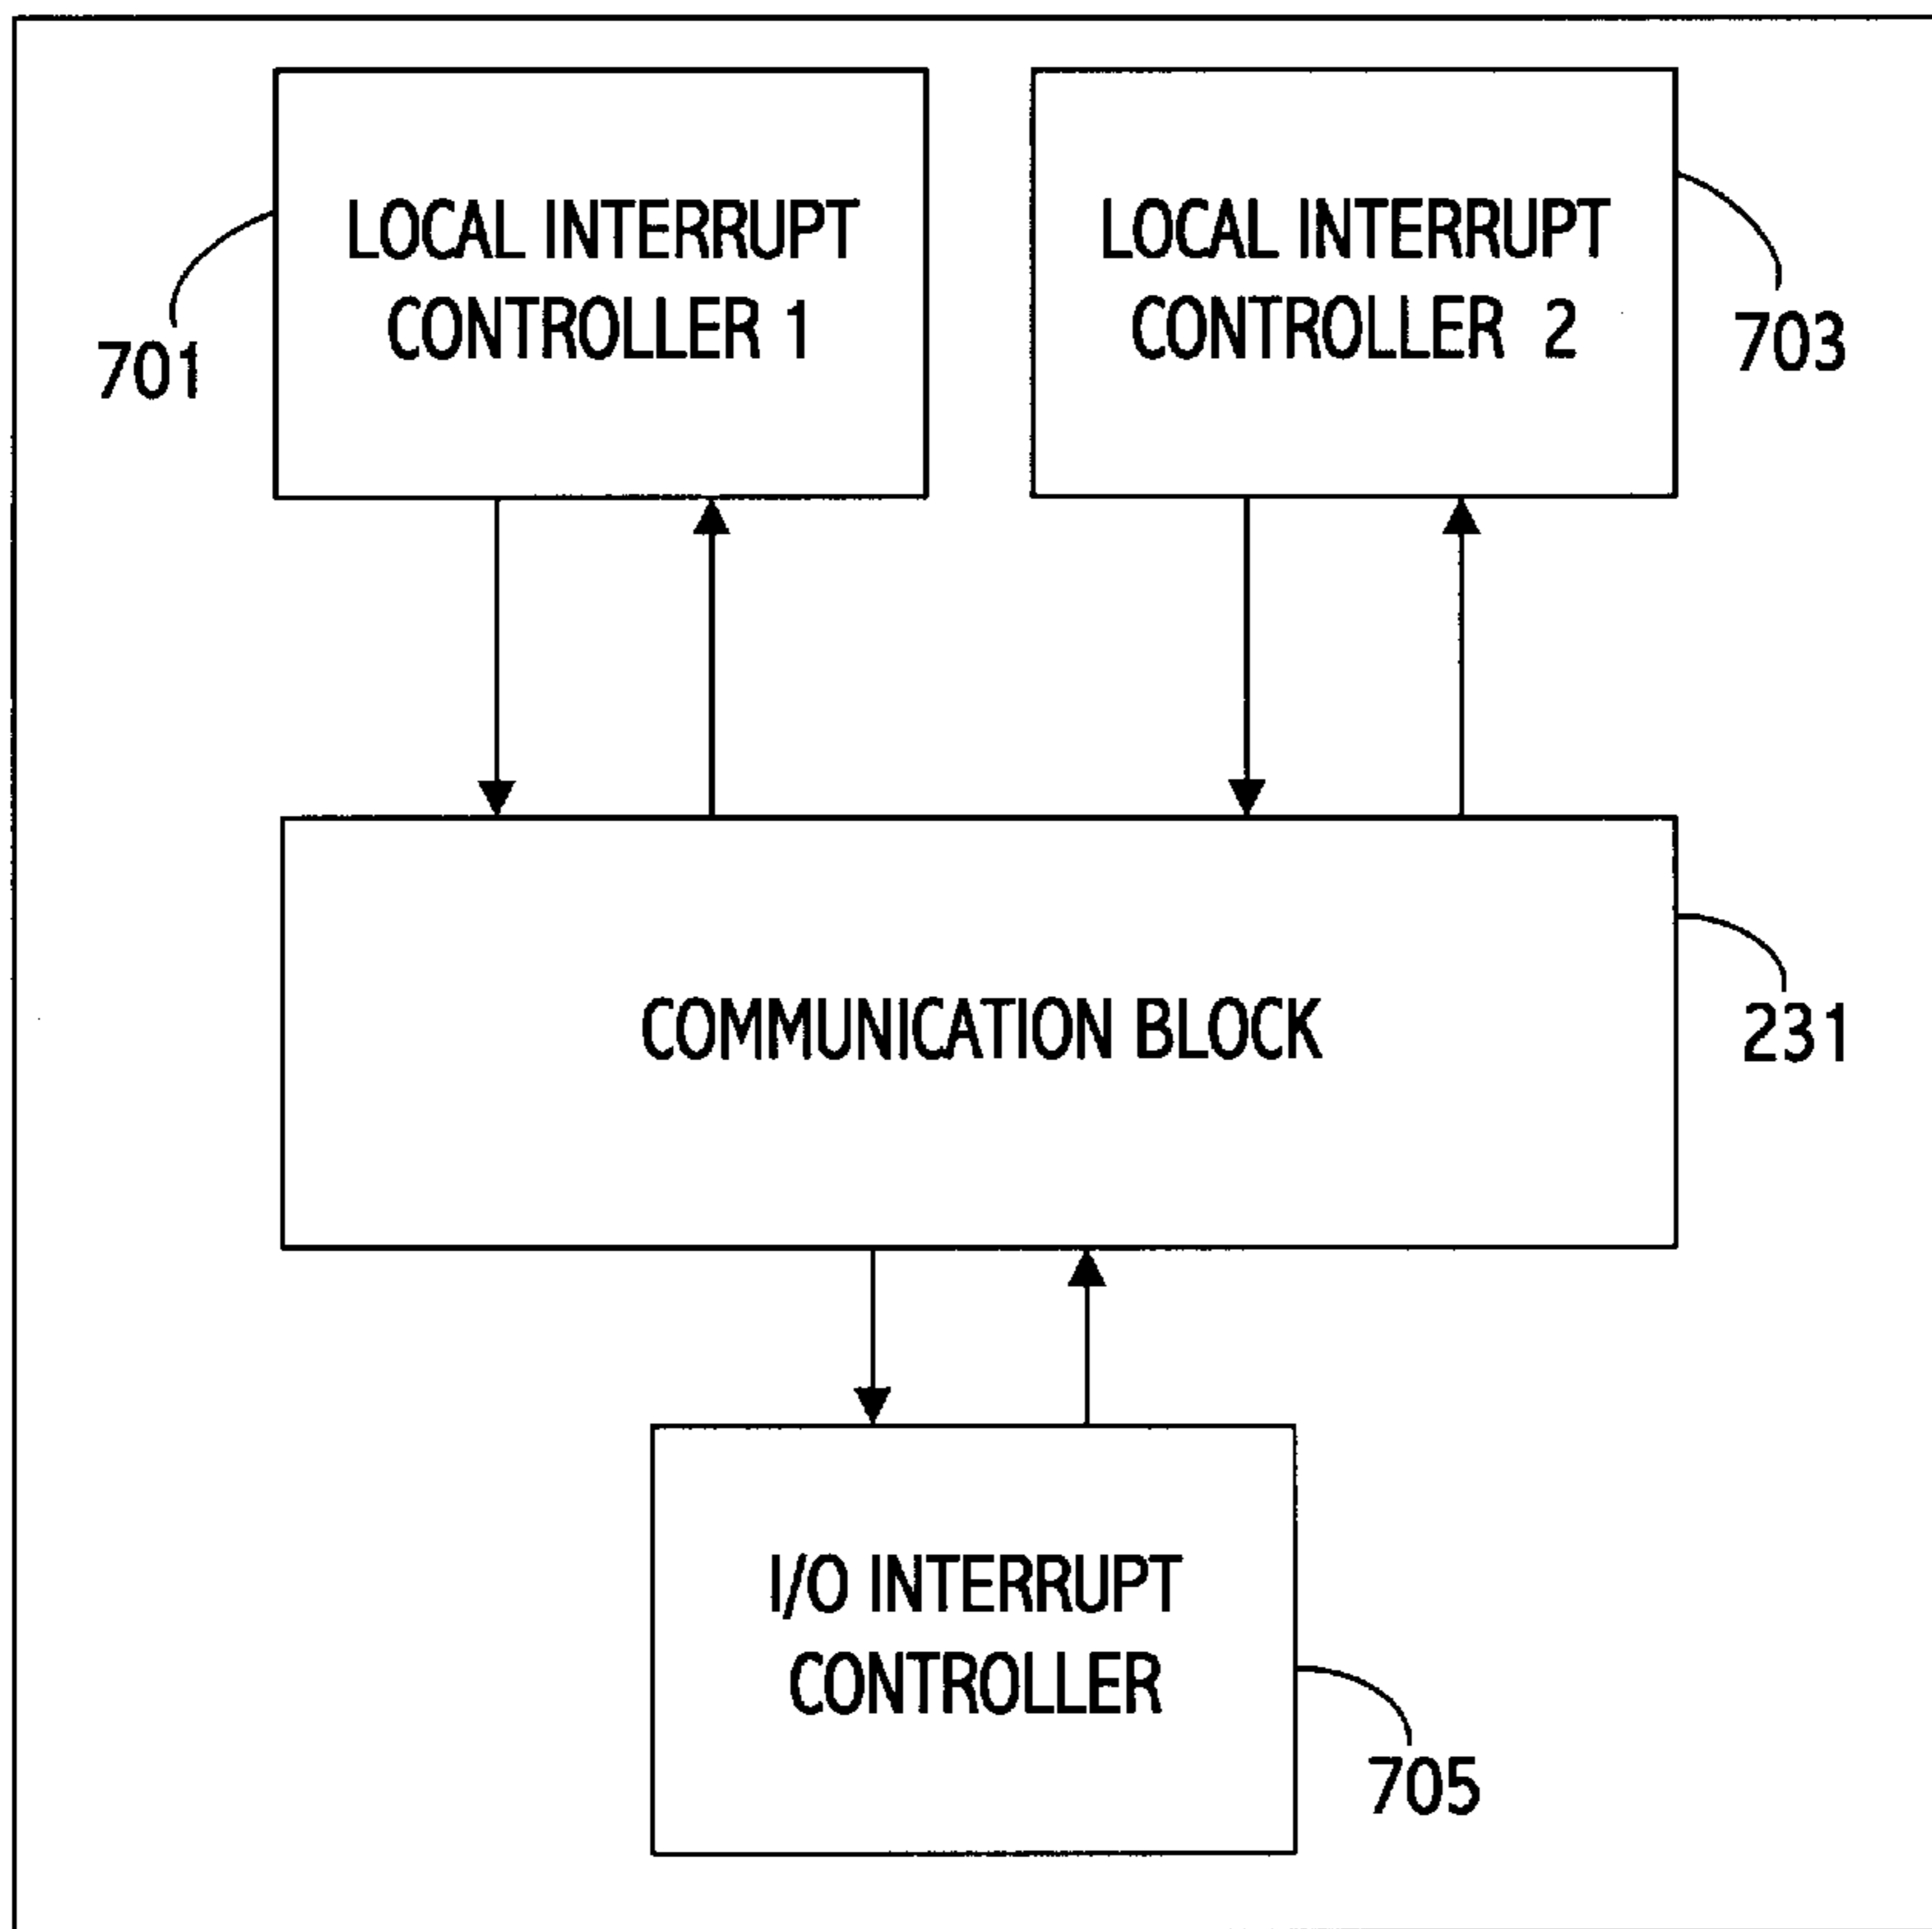 LOCAL INTERRUPT
CONTROLLER 1
701
LOCAL INTERRUPT
CONTROLLER 2
703
COMMUNICATION BLOCK
231
I/O INTERRUPT
CONTROLLER
705